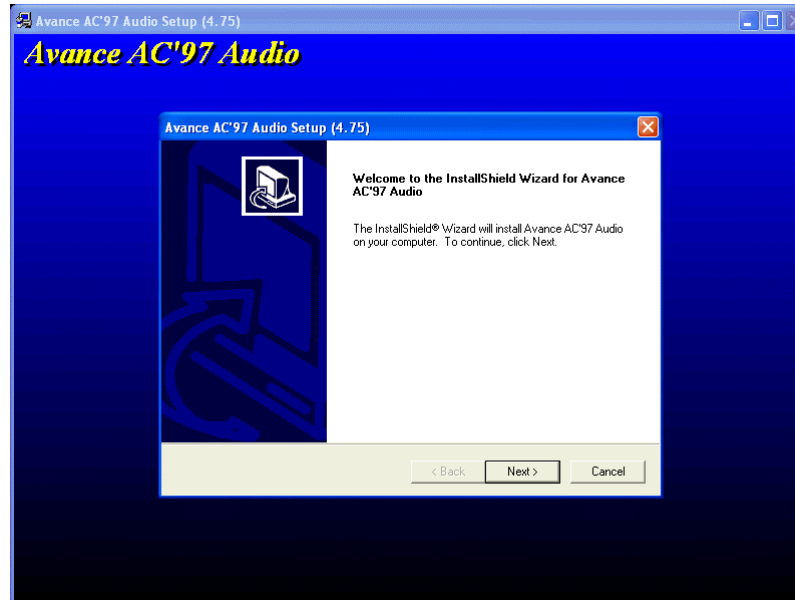 Avance AC'97 Audio Setup (4.75)
Avance AC'97 Audio
Avance AC'97 Audio Setup (4.75)
Welcome to the InstallShield Wizard for Avance
AC'97 Audio
The InstallShield® Wizard will install Avance AC'97 Audio
on your computer. To continue, click Next.
< Back Next > Cancel